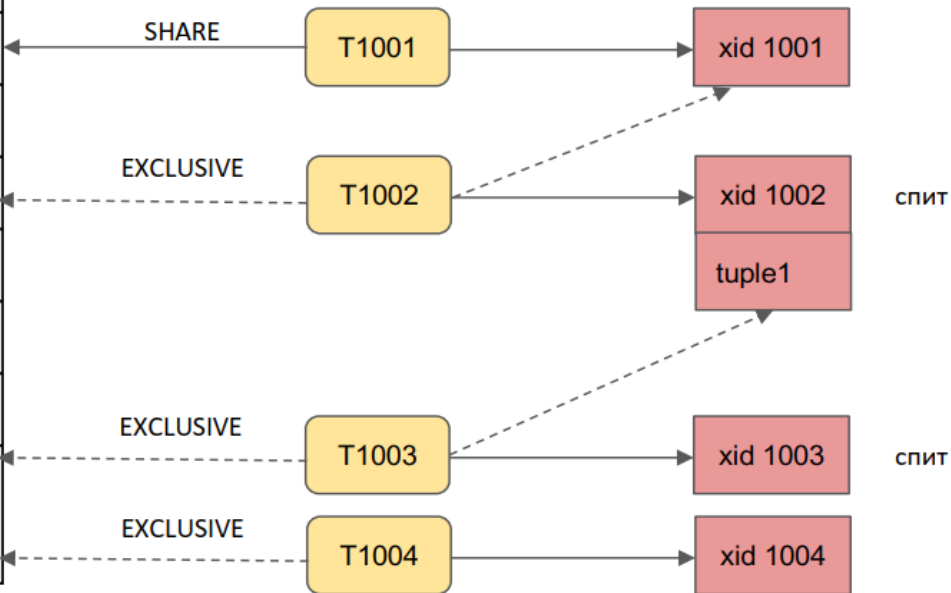 SHARE T1001 xid 1001
EXCLUSIVE T1002 xid 1002 спит
tuple1
EXCLUSIVE T1003 xid 1003 спит
EXCLUSIVE T1004 xid 1004